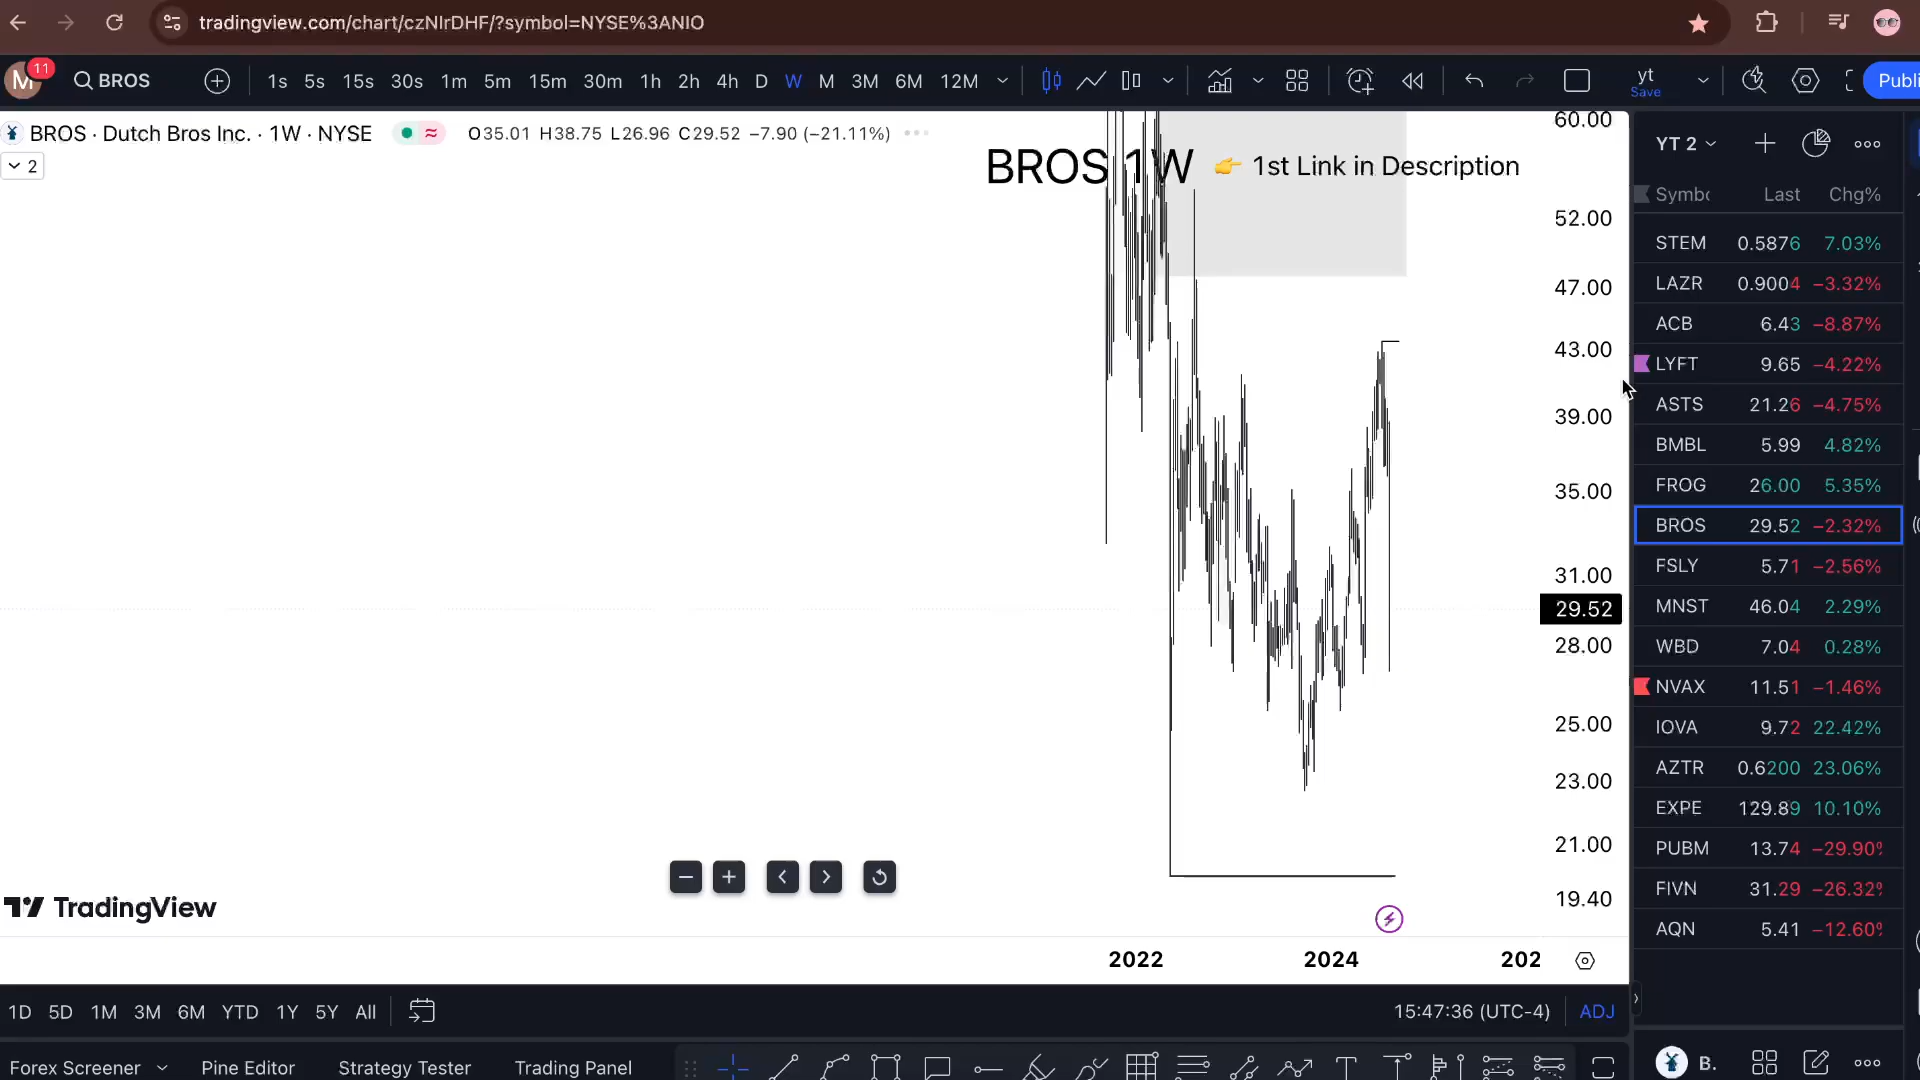 tradingview.com/chart/czNlrDHF/?symbol=NYSE%3ANIO
M 11 BROS 1s 5s 15s 30s 1m 5m 15m 30m 1h 2h 4h D W M 3M 6M 12M yt Save Publi
BROS · Dutch Bros Inc. · 1W · NYSE O35.01 H38.75 L26.96 C29.52 −7.90 (−21.11%)
2
BROS 1W 👉 1st Link in Description
60.00
52.00
47.00
43.00
39.00
35.00
31.00
29.52
28.00
25.00
23.00
21.00
19.40
TradingView
2022 2024 202
1D 5D 1M 3M 6M YTD 1Y 5Y All 15:47:36 (UTC-4) ADJ
Forex Screener Pine Editor Strategy Tester Trading Panel
YT 2
Symbo Last Chg%
STEM 0.5876 7.03%
LAZR 0.9004 −3.32%
ACB 6.43 −8.87%
LYFT 9.65 −4.22%
ASTS 21.26 −4.75%
BMBL 5.99 4.82%
FROG 26.00 5.35%
BROS 29.52 −2.32%
FSLY 5.71 −2.56%
MNST 46.04 2.29%
WBD 7.04 0.28%
NVAX 11.51 −1.46%
IOVA 9.72 22.42%
AZTR 0.6200 23.06%
EXPE 129.89 10.10%
PUBM 13.74 −29.90%
FIVN 31.29 −26.32%
AQN 5.41 −12.60%
B.